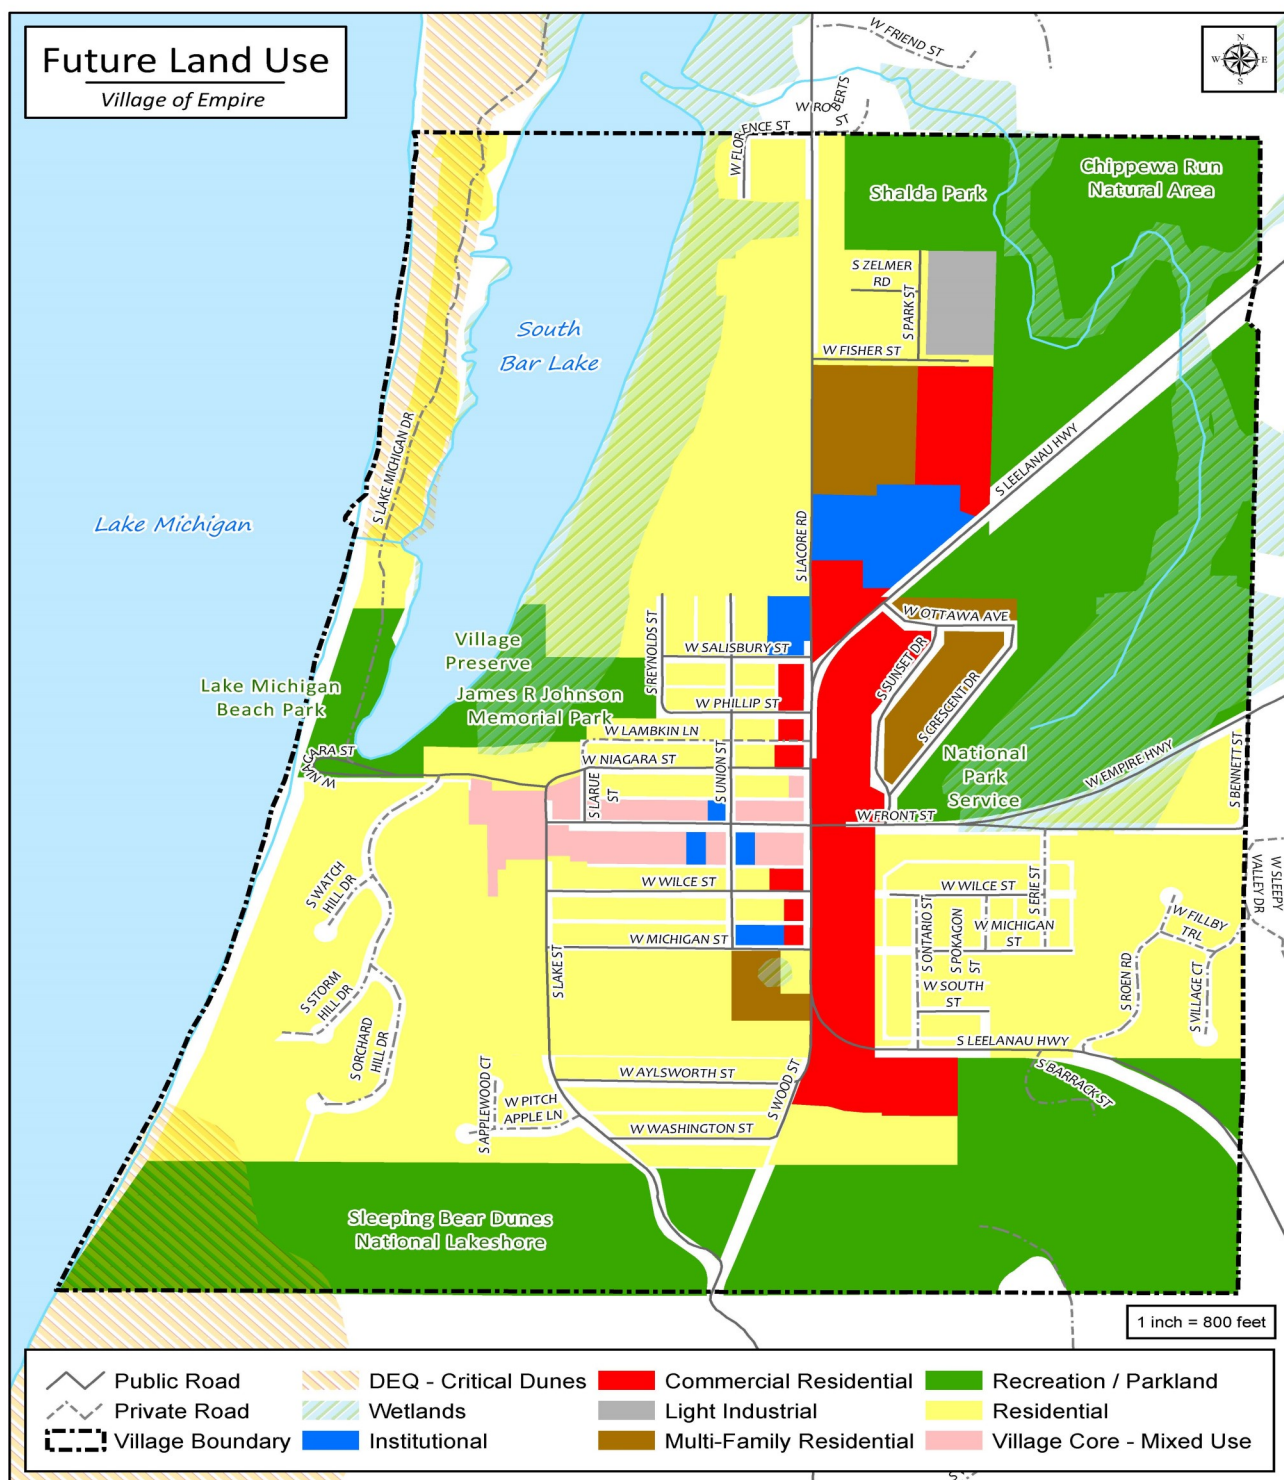 Future Land Use
Village of Empire
N
W E
S
W FRIEND ST
W ROBERTS
ST
W FLORENCE ST
Shalda Park
Chippewa Run
Natural Area
S ZELMER
RD
S PARK ST
W FISHER ST
South
Bar Lake
S LAKE MICHIGAN DR
Lake Michigan
S LEELANAU HWY
S LACORE RD
W OTTAWA AVE
S SUNSET DR
S CRESCENT DR
Village
Preserve
S REYNOLDS ST
W SALISBURY ST
Lake Michigan
Beach Park
James R Johnson
Memorial Park
W PHILLIP ST
W LAMBKIN LN
W NIAGARA ST
W NIAGARA ST
S LARUE
ST
S UNION ST
National
Park
Service
W EMPIRE HWY
S BENNETT ST
W FRONT ST
S WATCH
HILL DR
W WILCE ST
W WILCE ST
S ERIE ST
W SLEEPY
VALLEY DR
S ONTARIO ST
S POKAGON
ST
W MICHIGAN
ST
W FILLBY
TRL
W MICHIGAN ST
S LAKE ST
S STORM
HILL DR
W SOUTH
ST
S ROEN RD
S VILLAGE CT
S ORCHARD
HILL DR
S LEELANAU HWY
S BARRACK ST
W AYLSWORTH ST
S WOOD ST
S APPLEWOOD CT
W PITCH
APPLE LN
W WASHINGTON ST
Sleeping Bear Dunes
National Lakeshore
1 inch = 800 feet
Public Road
DEQ - Critical Dunes
Commercial Residential
Recreation / Parkland
Private Road
Wetlands
Light Industrial
Residential
Village Boundary
Institutional
Multi-Family Residential
Village Core - Mixed Use